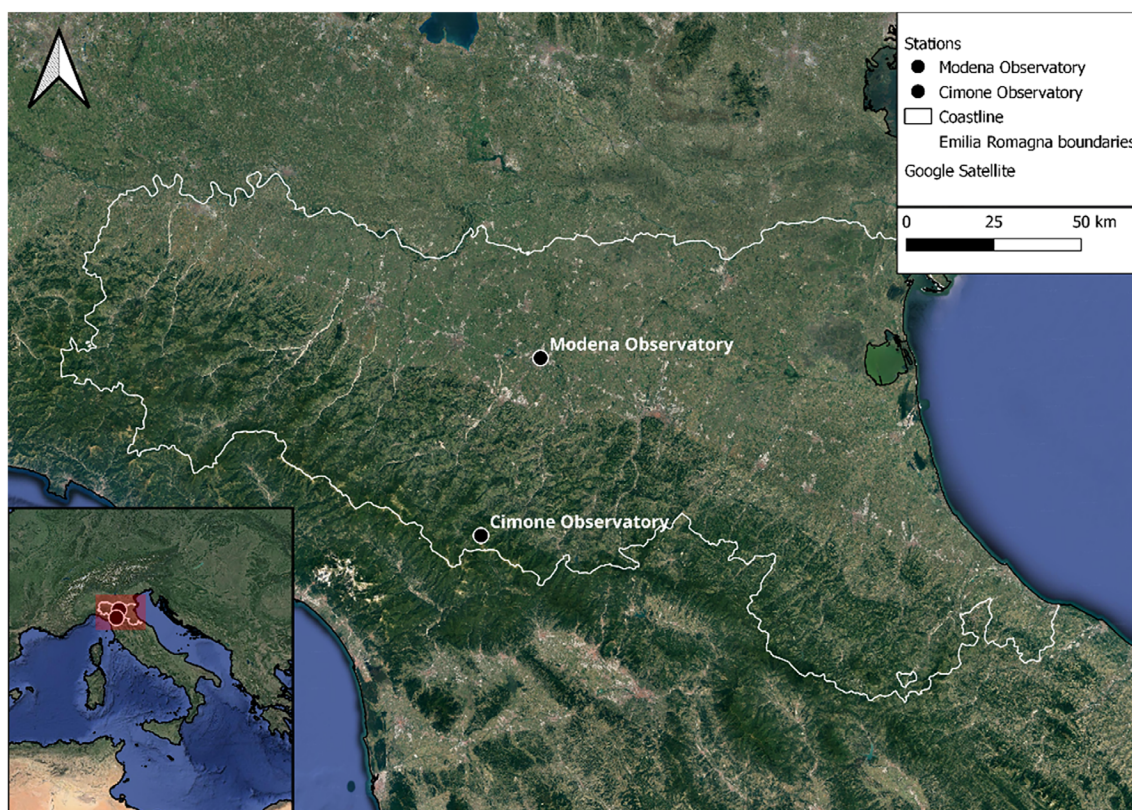 Stations
Modena Observatory
Cimone Observatory
Coastline
Emilia Romagna boundaries
Google Satellite
0 25 50 km
Modena Observatory
Cimone Observatory